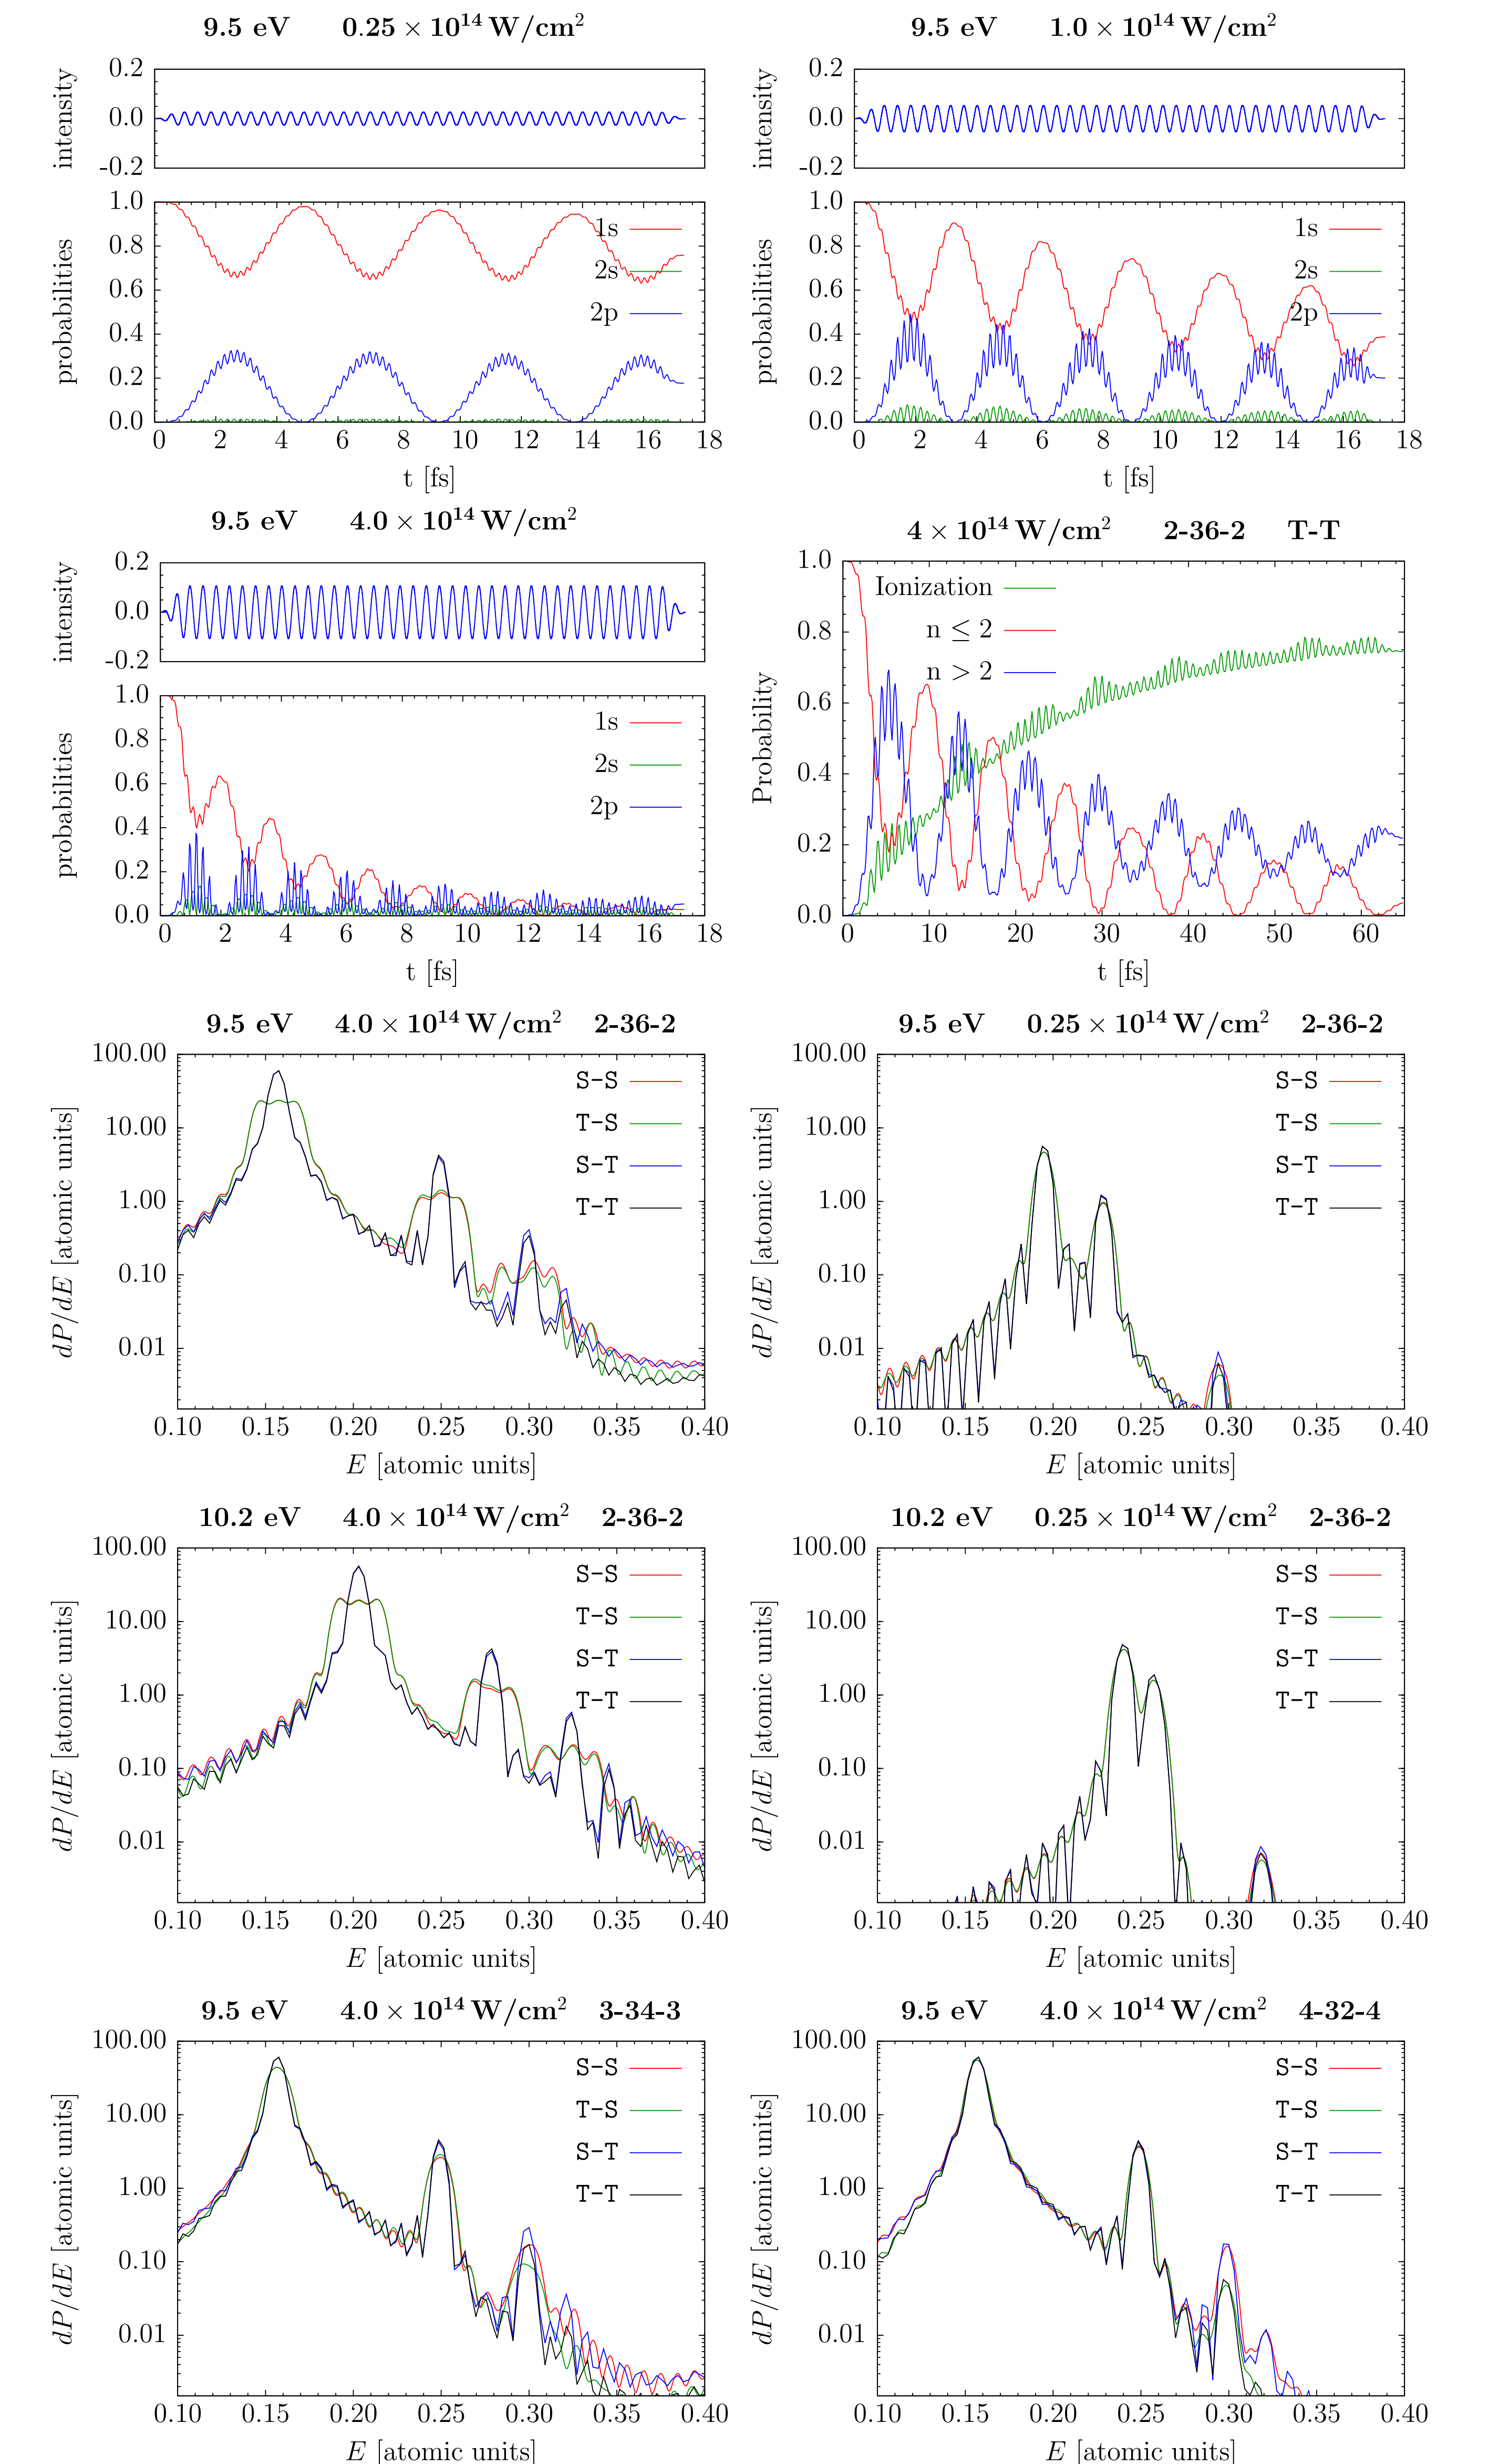 9.5 eV 0.25 × 10¹⁴ W/cm²
intensity
0.2
0.0
-0.2
probabilities
1.0
0.8
0.6
0.4
0.2
0.0
1s
2s
2p
0 2 4 6 8 10 12 14 16 18
t [fs]
9.5 eV 1.0 × 10¹⁴ W/cm²
intensity
0.2
0.0
-0.2
probabilities
1.0
0.8
0.6
0.4
0.2
0.0
1s
2s
2p
0 2 4 6 8 10 12 14 16 18
t [fs]
9.5 eV 4.0 × 10¹⁴ W/cm²
intensity
0.2
0.0
-0.2
probabilities
1.0
0.8
0.6
0.4
0.2
0.0
1s
2s
2p
0 2 4 6 8 10 12 14 16 18
t [fs]
4 × 10¹⁴ W/cm² 2-36-2 T-T
Probability
1.0
0.8
0.6
0.4
0.2
0.0
Ionization
n ≤ 2
n > 2
0 10 20 30 40 50 60
t [fs]
9.5 eV 4.0 × 10¹⁴ W/cm² 2-36-2
dP/dE [atomic units]
100.00
10.00
1.00
0.10
0.01
S-S
T-S
S-T
T-T
0.10 0.15 0.20 0.25 0.30 0.35 0.40
E [atomic units]
9.5 eV 0.25 × 10¹⁴ W/cm² 2-36-2
dP/dE [atomic units]
100.00
10.00
1.00
0.10
0.01
S-S
T-S
S-T
T-T
0.10 0.15 0.20 0.25 0.30 0.35 0.40
E [atomic units]
10.2 eV 4.0 × 10¹⁴ W/cm² 2-36-2
dP/dE [atomic units]
100.00
10.00
1.00
0.10
0.01
S-S
T-S
S-T
T-T
0.10 0.15 0.20 0.25 0.30 0.35 0.40
E [atomic units]
10.2 eV 0.25 × 10¹⁴ W/cm² 2-36-2
dP/dE [atomic units]
100.00
10.00
1.00
0.10
0.01
S-S
T-S
S-T
T-T
0.10 0.15 0.20 0.25 0.30 0.35 0.40
E [atomic units]
9.5 eV 4.0 × 10¹⁴ W/cm² 3-34-3
dP/dE [atomic units]
100.00
10.00
1.00
0.10
0.01
S-S
T-S
S-T
T-T
0.10 0.15 0.20 0.25 0.30 0.35 0.40
E [atomic units]
9.5 eV 4.0 × 10¹⁴ W/cm² 4-32-4
dP/dE [atomic units]
100.00
10.00
1.00
0.10
0.01
S-S
T-S
S-T
T-T
0.10 0.15 0.20 0.25 0.30 0.35 0.40
E [atomic units]